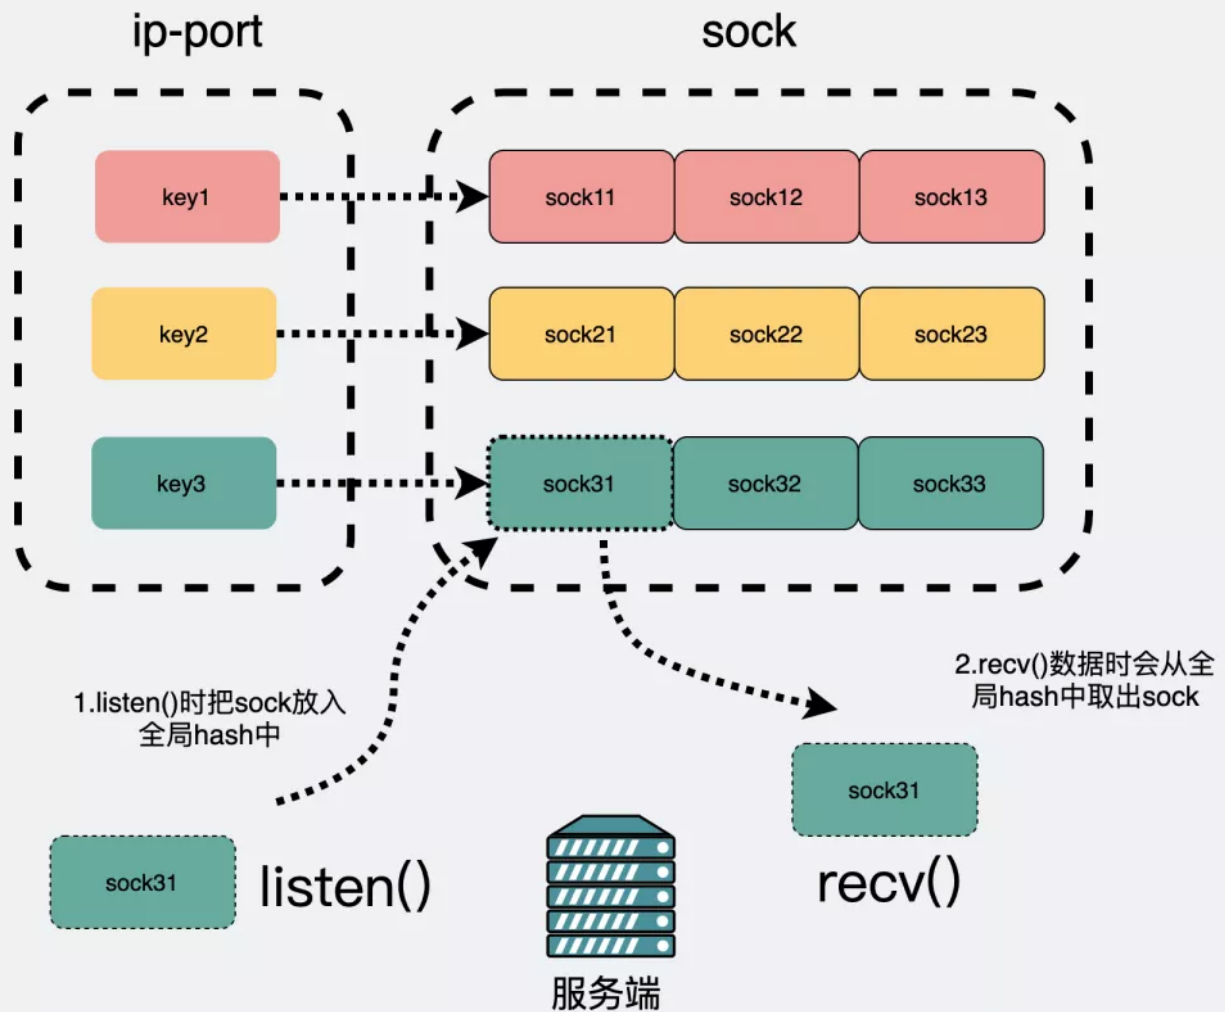 ip-port
sock
key1
sock11
sock12
sock13
key2
sock21
sock22
sock23
key3
sock31
sock32
sock33
1.listen()时把sock放入
全局hash中
2.recv()数据时会从全
局hash中取出sock
sock31
listen()
sock31
recv()
服务端